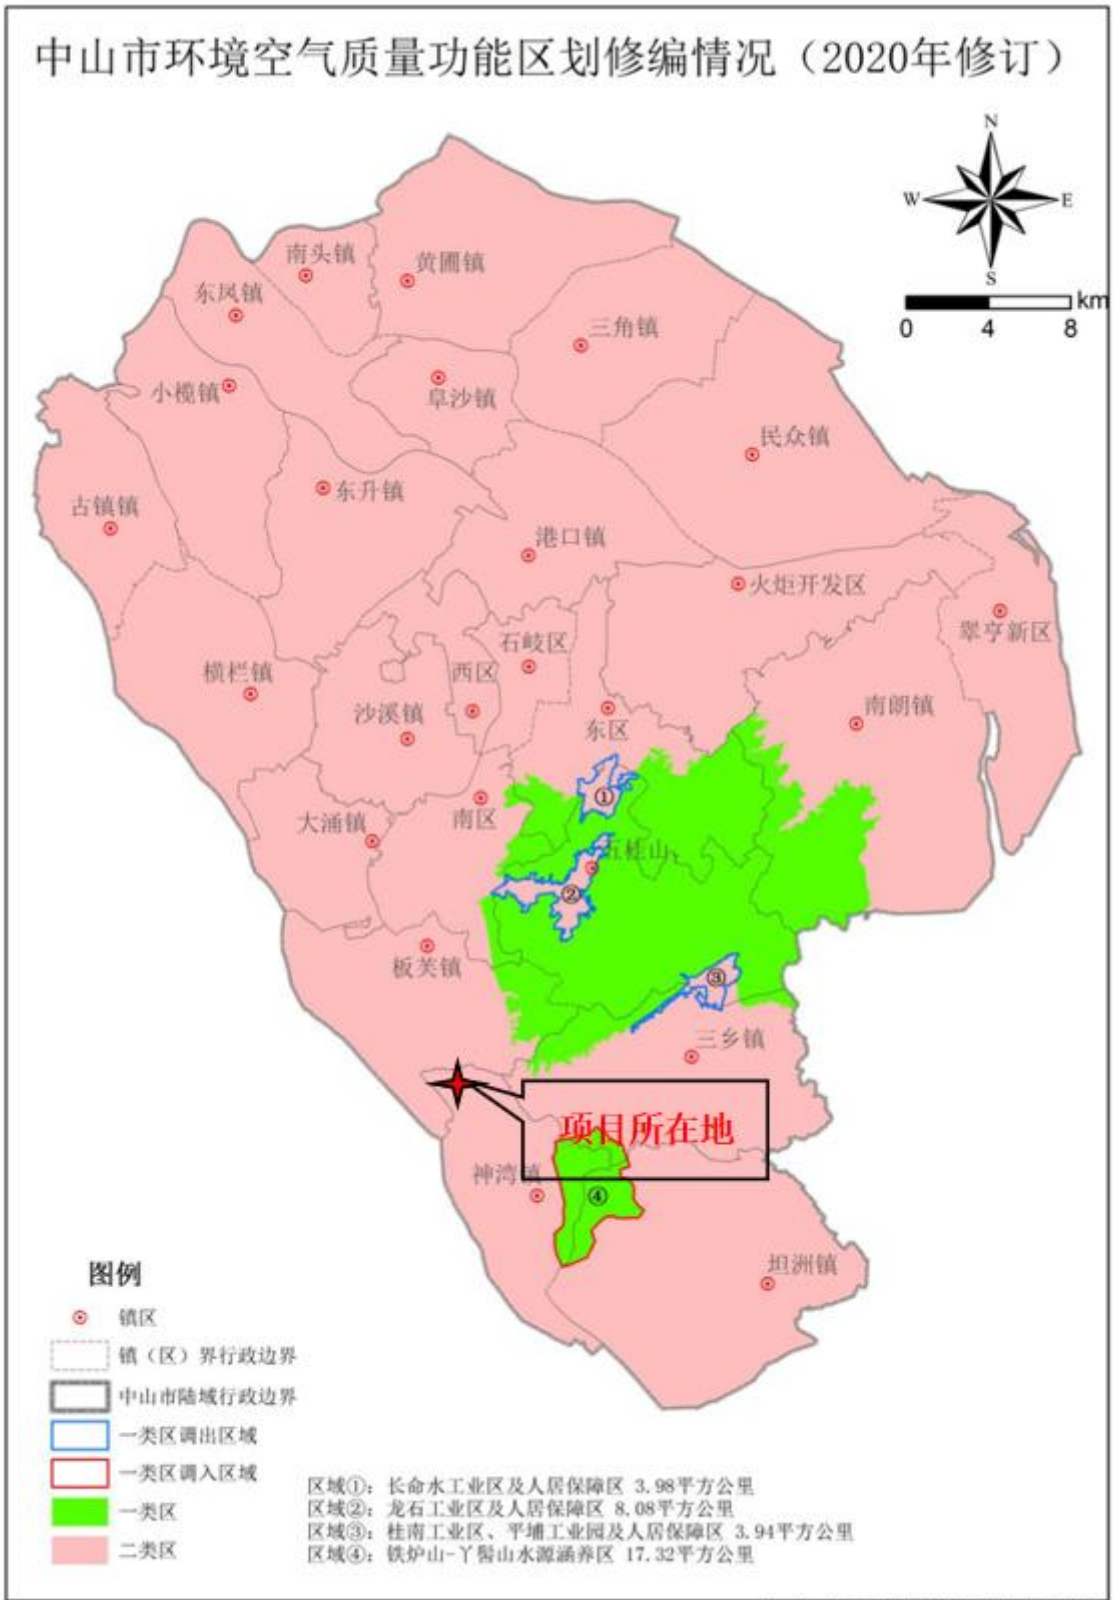 中山市环境空气质量功能区划修编情况（2020年修订）
N
W
E
S
km
0 4 8
南头镇
黄圃镇
东凤镇
三角镇
小榄镇
阜沙镇
民众镇
东升镇
古镇镇
港口镇
火炬开发区
翠亨新区
石岐区
横栏镇
西区
沙溪镇
南朗镇
东区
①
南区
大涌镇
五桂山
②
板芙镇
③
三乡镇
项目所在地
神湾镇
④
坦洲镇
图例
镇区
镇（区）界行政边界
中山市陆域行政边界
一类区调出区域
一类区调入区域
一类区
二类区
区域①：长命水工业区及人居保障区 3.98平方公里
区域②：龙石工业区及人居保障区 8.08平方公里
区域③：桂南工业区、平埔工业园及人居保障区 3.94平方公里
区域④：铁炉山-丫髻山水源涵养区 17.32平方公里